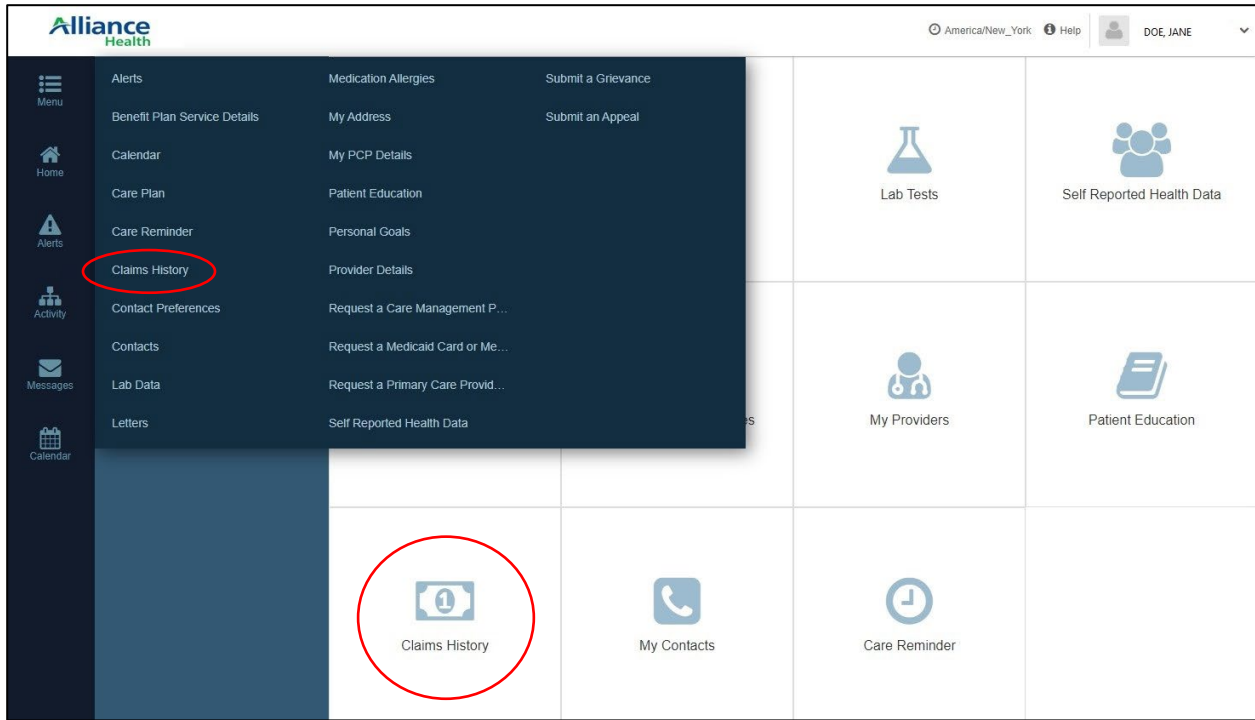 Alliance
Health
America/New_York Help DOE, JANE
Menu
Home
Alerts
Activity
Messages
Calendar
Alerts
Benefit Plan Service Details
Calendar
Care Plan
Care Reminder
Claims History
Contact Preferences
Contacts
Lab Data
Letters
Medication Allergies
My Address
My PCP Details
Patient Education
Personal Goals
Provider Details
Request a Care Management P...
Request a Medicaid Card or Me...
Request a Primary Care Provid...
Self Reported Health Data
Submit a Grievance
Submit an Appeal
Lab Tests
Self Reported Health Data
es
My Providers
Patient Education
1
Claims History
My Contacts
Care Reminder